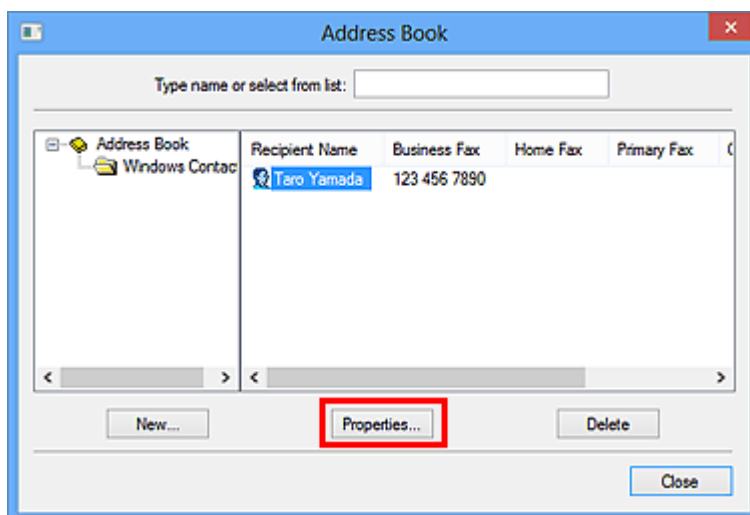 Address Book
Type name or select from list:
Address Book
Windows Contac
Recipient Name Business Fax Home Fax Primary Fax
Taro Yamada 123 456 7890
New... Properties... Delete
Close